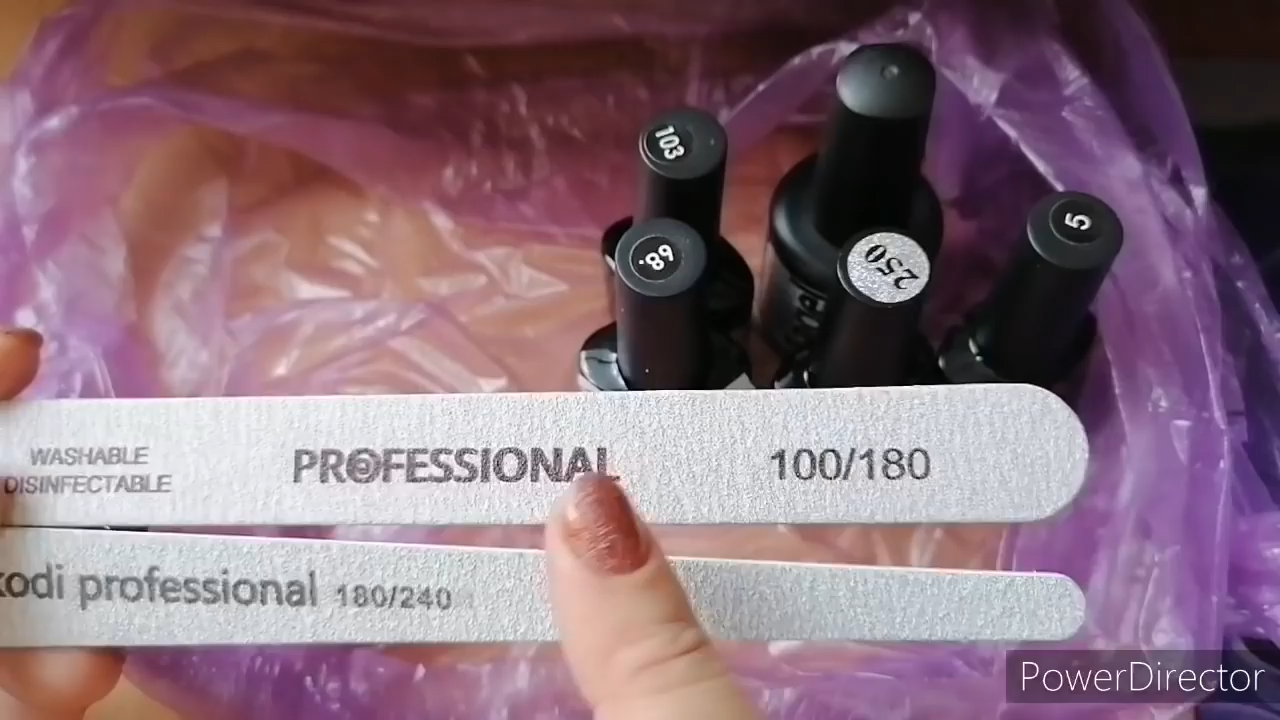 103
68.
250
5
WASHABLE
DISINFECTABLE
PROFESSIONAL
100/180
kodi professional 180/240
PowerDirector